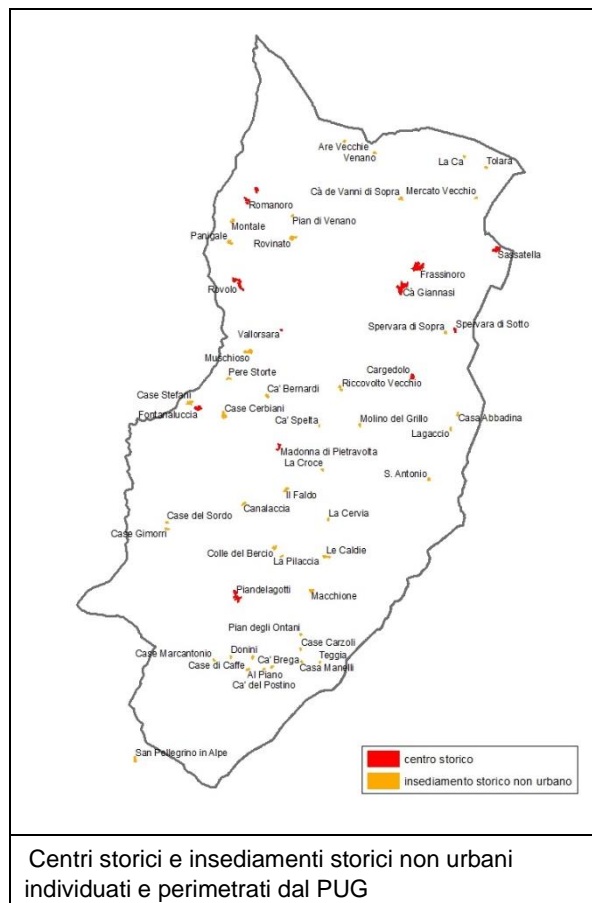 Are Vecchie
Venano
La Ca
Tolara
Cà de Vanni di Sopra
Mercato Vecchio
Romanoro
Pian di Venano
Montale
Panigale
Rovinato
Sassatella
Frassinoro
Rovolo
Cà Giannasi
Vallorsara
Spervara di Sopra
Spervara di Sotto
Muschioso
Pere Storte
Cargedolo
Case Stefani
Ca' Bernardi
Riccovolto Vecchio
Fontanaluccia
Case Cerbiani
Ca' Spelta
Molino del Grillo
Casa Abbadina
Lagaccio
Madonna di Pietravolta
La Croce
S. Antonio
Il Faldo
Canalaccia
Case del Sordo
La Cervia
Case Gimorri
Colle del Bercio
Le Caldie
La Pilaccia
Piandelagotti
Macchione
Pian degli Ontani
Case Carzoli
Case Marcantonio
Donini
Ca' Brega
Teggia
Case di Caffe
Casa Manelli
Al Piano
Ca' del Postino
San Pellegrino in Alpe
centro storico
insediamento storico non urbano
Centri storici e insediamenti storici non urbani
individuati e perimetrati dal PUG